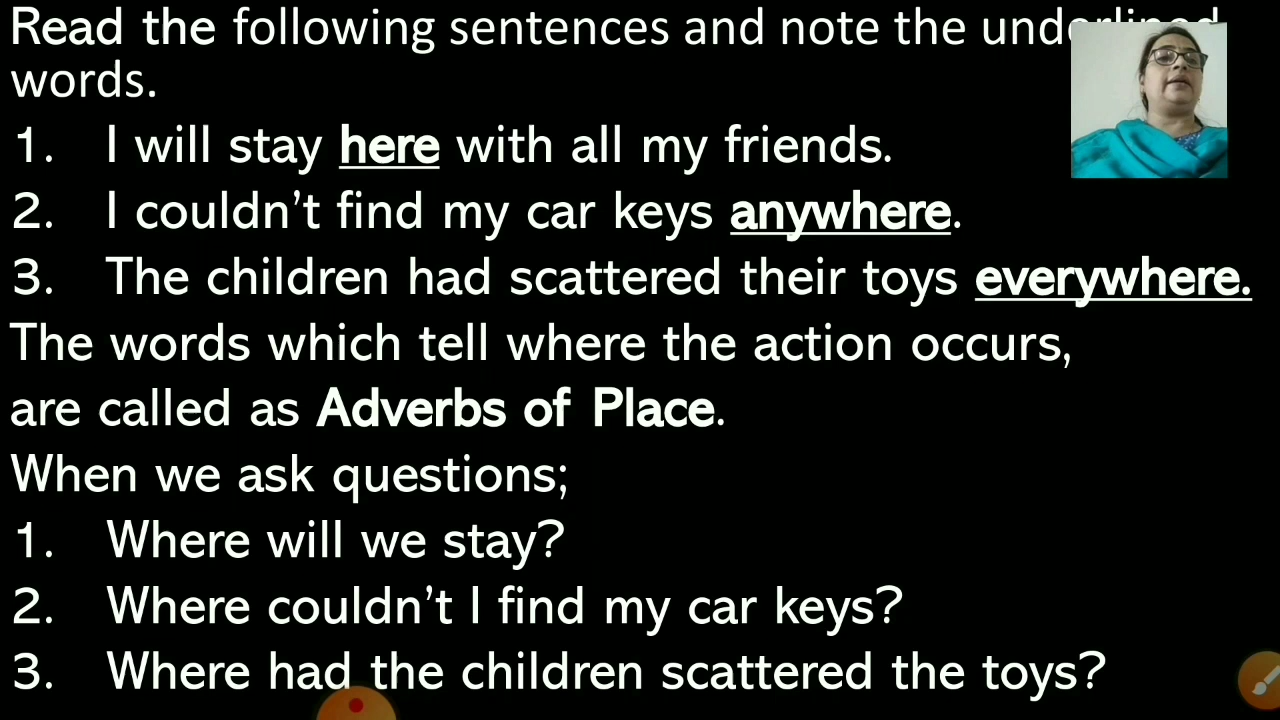 Read the following sentences and note the underlined
words.
1. I will stay here with all my friends.
2. I couldn't find my car keys anywhere.
3. The children had scattered their toys everywhere.
The words which tell where the action occurs,
are called as Adverbs of Place.
When we ask questions;
1. Where will we stay?
2. Where couldn't I find my car keys?
3. Where had the children scattered the toys?